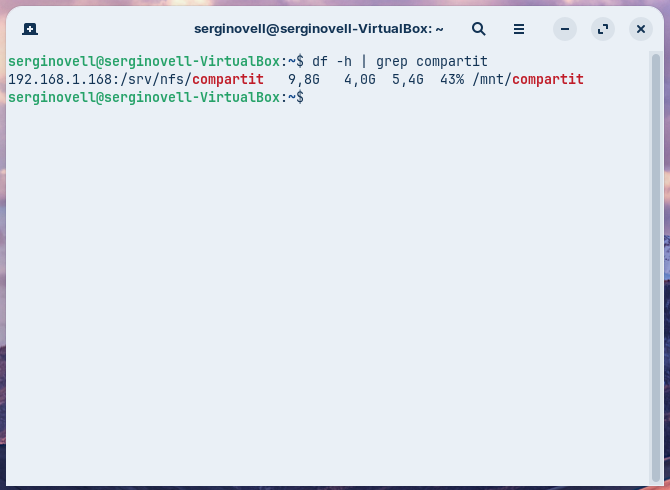 serginovell@serginovell-VirtualBox: ~
serginovell@serginovell-VirtualBox:~$ df -h | grep compartit
192.168.1.168:/srv/nfs/compartit   9,8G   4,0G  5,4G  43% /mnt/compartit
serginovell@serginovell-VirtualBox:~$